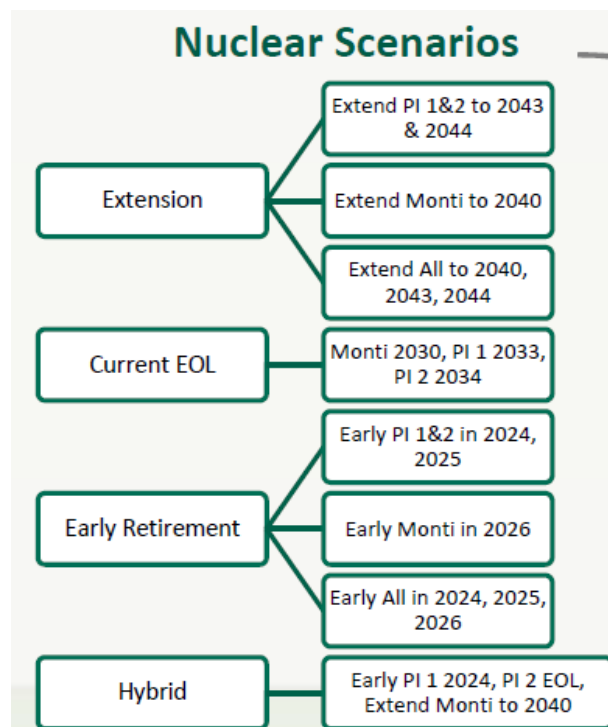 Nuclear Scenarios
Extension
Extend PI 1&2 to 2043
& 2044
Extend Monti to 2040
Extend All to 2040,
2043, 2044
Current EOL
Monti 2030, PI 1 2033,
PI 2 2034
Early Retirement
Early PI 1&2 in 2024,
2025
Early Monti in 2026
Early All in 2024, 2025,
2026
Hybrid
Early PI 1 2024, PI 2 EOL,
Extend Monti to 2040